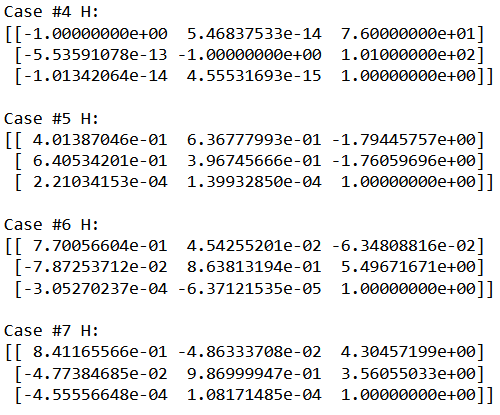 Case #4 H:
[[-1.00000000e+00  5.46837533e-14  7.60000000e+01]
 [-5.53591078e-13 -1.00000000e+00  1.01000000e+02]
 [-1.01342064e-14  4.55531693e-15  1.00000000e+00]]
Case #5 H:
[[ 4.01387046e-01  6.36777993e-01 -1.79445757e+00]
 [ 6.40534201e-01  3.96745666e-01 -1.76059696e+00]
 [ 2.21034153e-04  1.39932850e-04  1.00000000e+00]]
Case #6 H:
[[ 7.70056604e-01  4.54255201e-02 -6.34808816e-02]
 [-7.87253712e-02  8.63813194e-01  5.49671671e+00]
 [-3.05270237e-04 -6.37121535e-05  1.00000000e+00]]
Case #7 H:
[[ 8.41165566e-01 -4.86333708e-02  4.30457199e+00]
 [-4.77384685e-02  9.86999947e-01  3.56055033e+00]
 [-4.55556648e-04  1.08171485e-04  1.00000000e+00]]